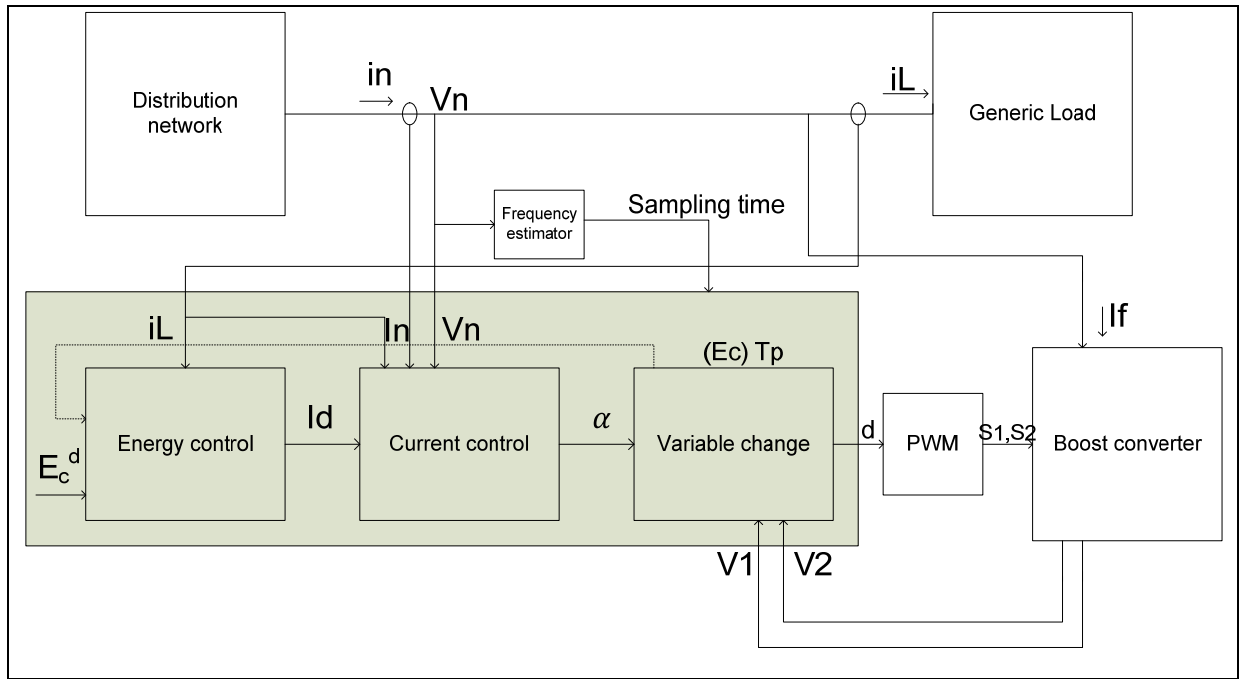 Distribution
network
in
Vn
iL
Generic Load
Frequency
estimator
Sampling time
If
iL
In
Vn
(Ec) Tp
Energy control
Id
Current control
α
Variable change
d
PWM
S1,S2
Boost converter
Ec d
V1
V2